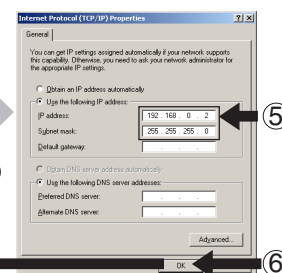 Internet Protocol (TCP/IP) Properties
General
You can get IP settings assigned automatically if your network supports
this capability. Otherwise, you need to ask your network administrator for
the appropriate IP settings.
Obtain an IP address automatically
Use the following IP address:
IP address: 192 . 168 . 0 . 2
Subnet mask: 255 . 255 . 255 . 0
Default gateway:
Obtain DNS server address automatically
Use the following DNS server addresses:
Preferred DNS server:
Alternate DNS server:
Advanced...
OK
⑤
⑥